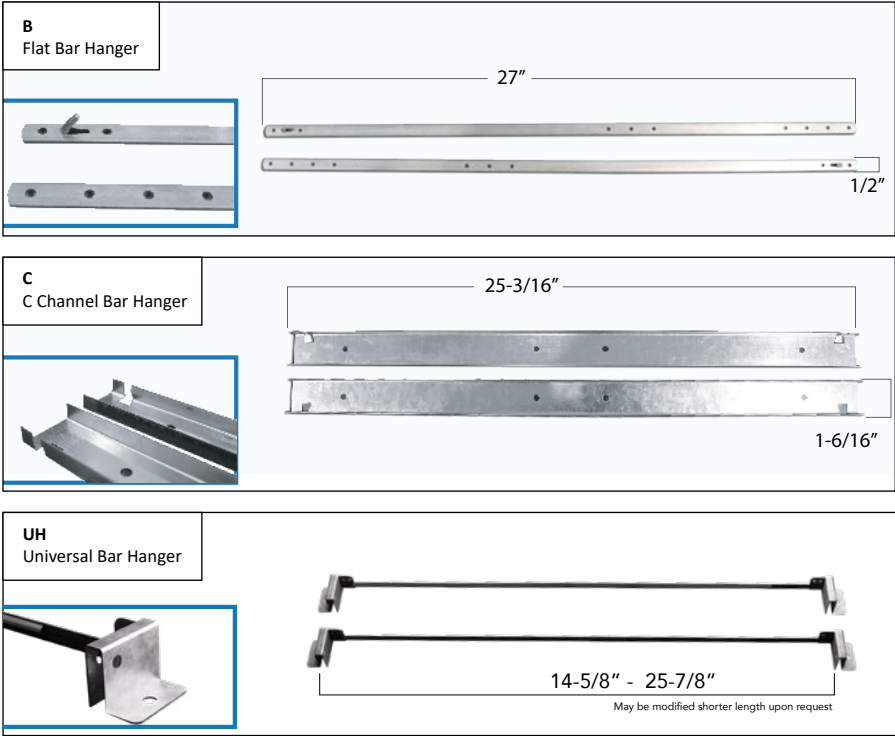 B
Flat Bar Hanger
27”
1/2”
C
C Channel Bar Hanger
25-3/16”
1-6/16”
UH
Universal Bar Hanger
14-5/8” - 25-7/8”
May be modified shorter length upon request